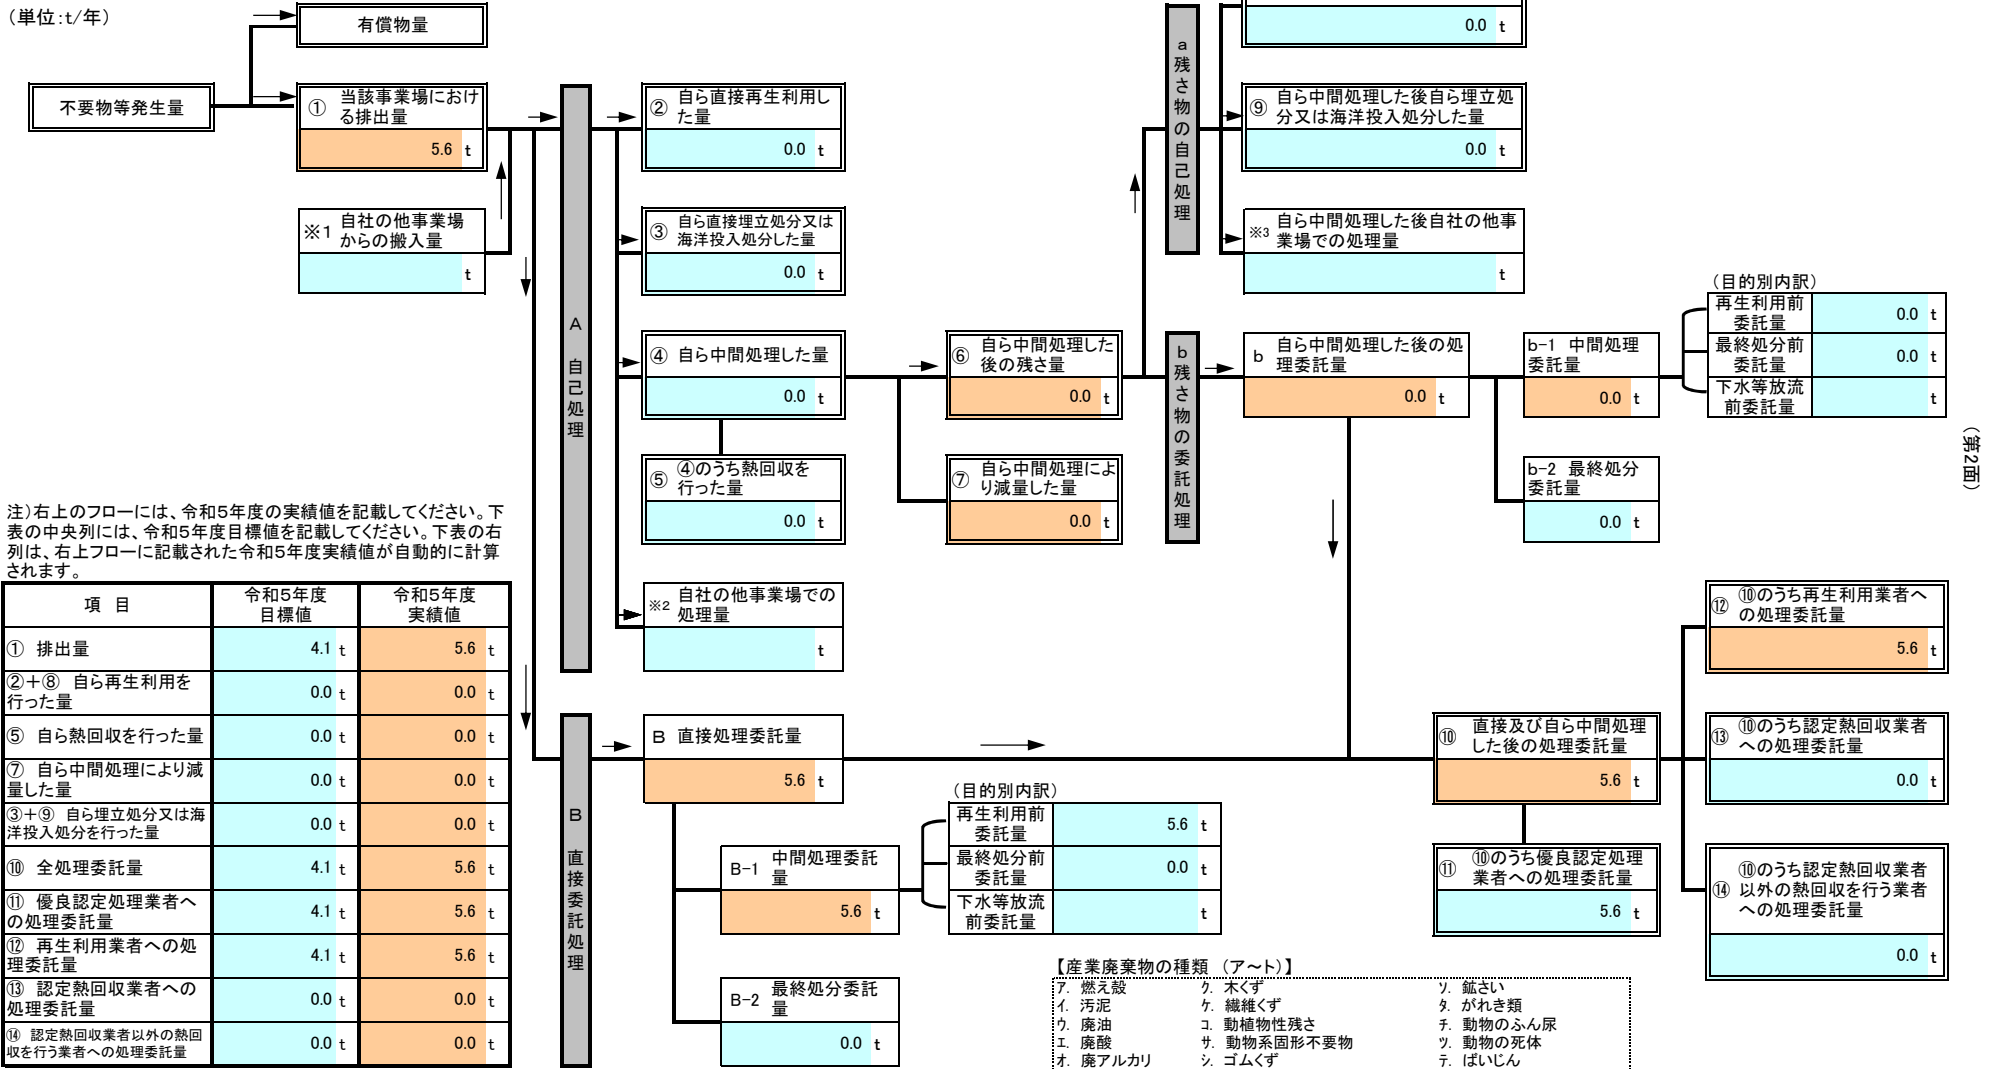 (単位:t/年)
有償物量
不要物等発生量
① 当該事業場におけ
る排出量
5.6 t
※1 自社の他事業場
からの搬入量
t
A 自己処理
② 自ら直接再生利用し
た量
0.0 t
③ 自ら直接埋立処分又は
海洋投入処分した量
0.0 t
④ 自ら中間処理した量
0.0 t
⑤ ④のうち熱回収を
行った量
0.0 t
※2 自社の他事業場での
処理量
t
⑥ 自ら中間処理した
後の残さ量
0.0 t
⑦ 自ら中間処理によ
り減量した量
0.0 t
a 残さ物の自己処理
0.0 t
⑨ 自ら中間処理した後自ら埋立処
分又は海洋投入処分した量
0.0 t
※3 自ら中間処理した後自社の他事
業場での処理量
t
b 残さ物の委託処理
b 自ら中間処理した後の処
理委託量
0.0 t
b-1 中間処理
委託量
0.0 t
b-2 最終処分
委託量
0.0 t
(目的別内訳)
再生利用前
委託量
0.0 t
最終処分前
委託量
0.0 t
下水等放流
前委託量
t
(第2面)
注)右上のフローには、令和5年度の実績値を記載してください。下
表の中央列には、令和5年度目標値を記載してください。下表の右
列は、右上フローに記載された令和5年度実績値が自動的に計算
されます。
項 目
令和5年度
目標値
令和5年度
実績値
① 排出量
4.1 t 5.6 t
②+⑧ 自ら再生利用を
行った量
0.0 t 0.0 t
⑤ 自ら熱回収を行った量
0.0 t 0.0 t
⑦ 自ら中間処理により減
量した量
0.0 t 0.0 t
③+⑨ 自ら埋立処分又は海
洋投入処分を行った量
0.0 t 0.0 t
⑩ 全処理委託量
4.1 t 5.6 t
⑪ 優良認定処理業者へ
の処理委託量
4.1 t 5.6 t
⑫ 再生利用業者への処
理委託量
4.1 t 5.6 t
⑬ 認定熱回収業者への
処理委託量
0.0 t 0.0 t
⑭ 認定熱回収業者以外の熱回
収を行う業者への処理委託量
0.0 t 0.0 t
B 直接委託処理
B 直接処理委託量
5.6 t
B-1 中間処理委託
量
5.6 t
B-2 最終処分委託
量
0.0 t
(目的別内訳)
再生利用前
委託量
5.6 t
最終処分前
委託量
0.0 t
下水等放流
前委託量
t
⑩ 直接及び自ら中間処理
した後の処理委託量
5.6 t
⑪ ⑩のうち優良認定処理
業者への処理委託量
5.6 t
⑫ ⑩のうち再生利用業者へ
の処理委託量
5.6 t
⑬ ⑩のうち認定熱回収業者
への処理委託量
0.0 t
⑭ ⑩のうち認定熱回収業者
以外の熱回収を行う業者
への処理委託量
0.0 t
【産業廃棄物の種類 (ア~ト)】
ア. 燃え殻 ク. 木くず ソ. 鉱さい
イ. 汚泥 ケ. 繊維くず タ. がれき類
ウ. 廃油 コ. 動植物性残さ チ. 動物のふん尿
エ. 廃酸 サ. 動物系固形不要物 ツ. 動物の死体
オ. 廃アルカリ シ. ゴムくず テ. ばいじん